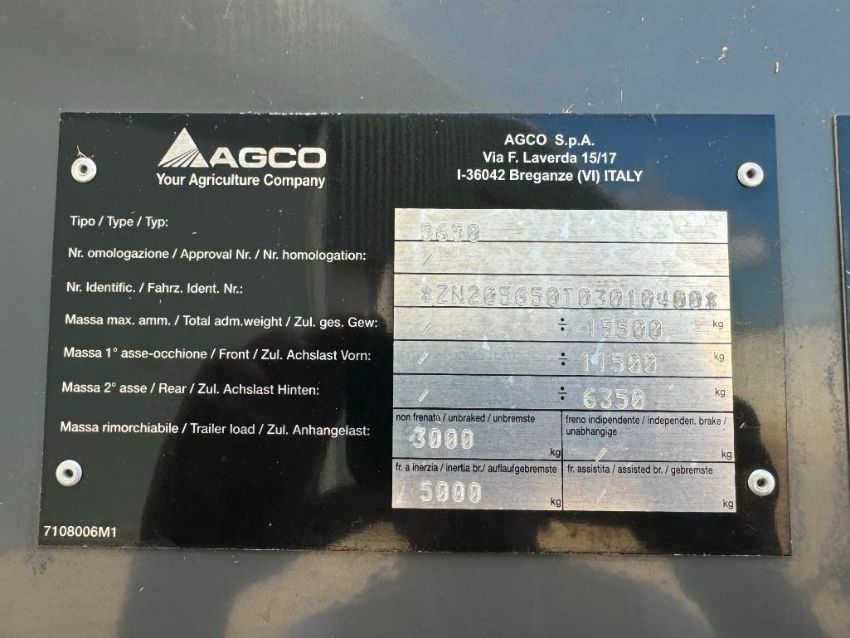 AGCO
Your Agriculture Company
AGCO S.p.A.
Via F. Laverda 15/17
I-36042 Breganze (VI) ITALY
Tipo / Type / Typ: 3670
Nr. omologazione / Approval Nr. / Nr. homologation: /
Nr. Identific. / Fahrz. Ident. Nr.: *ZN205650T03010400*
Massa max. amm. / Total adm.weight / Zul. ges. Gew: / ÷ 15500 kg
Massa 1° asse-occhione / Front / Zul. Achslast Vorn: / ÷ 11500 kg
Massa 2° asse / Rear / Zul. Achslast Hinten: / ÷ 6350 kg
Massa rimorchiabile / Trailer load / Zul. Anhangelast:
non frenata / unbraked / unbremste
3000 kg
freno indipendente / independen. brake /
unabhangige
/ kg
fr. a inerzia / inertia br./ auflaufgebremste
5000 kg
fr. assistita / assisted br. / gebremste
/ kg
7108006M1